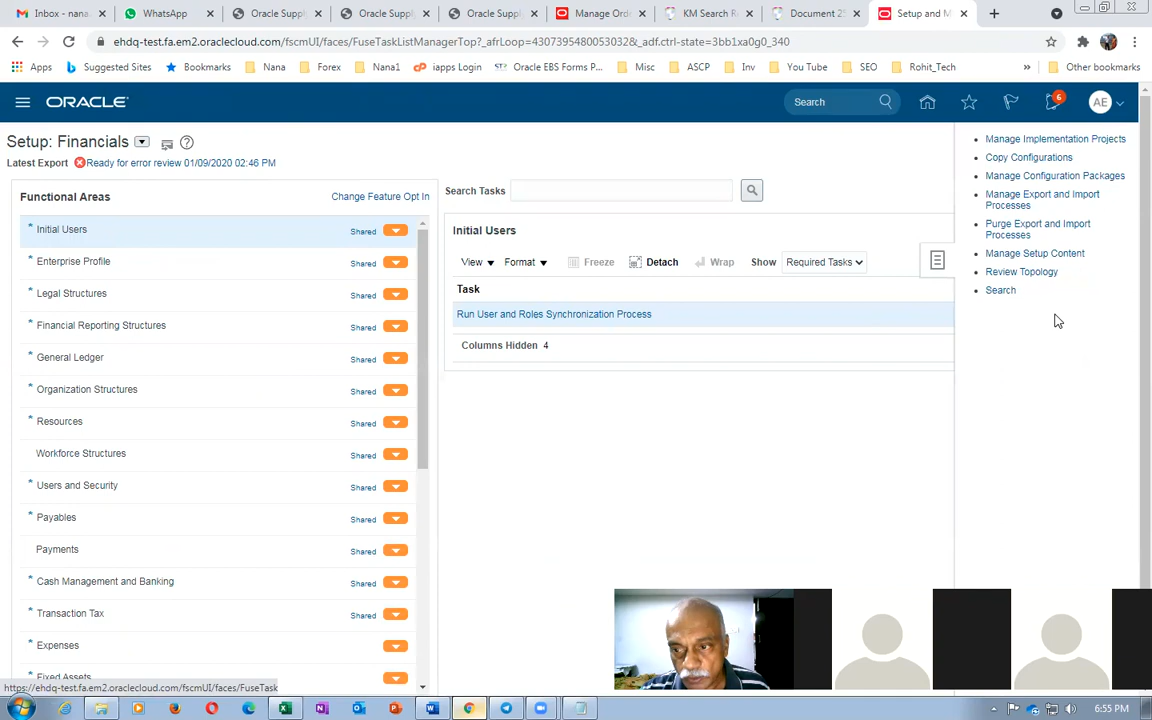 Inbox - nana
WhatsApp
Oracle Suppl
Oracle Suppl
Oracle Suppl
Manage Ord
KM Search R
Document 25
Setup and M
ehdq-test.fa.em2.oraclecloud.com/fscmUI/faces/FuseTaskListManagerTop?_afrLoop=4307395480053032&_adf.ctrl-state=3bb1xa0g0_340
Apps
Suggested Sites
Bookmarks
Nana
Forex
Nana1
iapps Login
Oracle EBS Forms P...
Misc
ASCP
Inv
You Tube
SEO
Rohit_Tech
»
Other bookmarks
ORACLE
Search
6
AE
Setup: Financials
Latest Export Ready for error review 01/09/2020 02:46 PM
Functional Areas
Change Feature Opt In
* Initial Users Shared
* Enterprise Profile Shared
* Legal Structures Shared
* Financial Reporting Structures Shared
* General Ledger Shared
* Organization Structures Shared
* Resources Shared
Workforce Structures Shared
* Users and Security Shared
* Payables Shared
Payments Shared
* Cash Management and Banking Shared
* Transaction Tax Shared
Expenses
Fixed Assets Shared
Search Tasks
Initial Users
View Format Freeze Detach Wrap Show Required Tasks
Task
Run User and Roles Synchronization Process
Columns Hidden 4
Manage Implementation Projects
Copy Configurations
Manage Configuration Packages
Manage Export and Import
Processes
Purge Export and Import
Processes
Manage Setup Content
Review Topology
Search
https://ehdq-test.fa.em2.oraclecloud.com/fscmUI/faces/FuseTask
6:55 PM